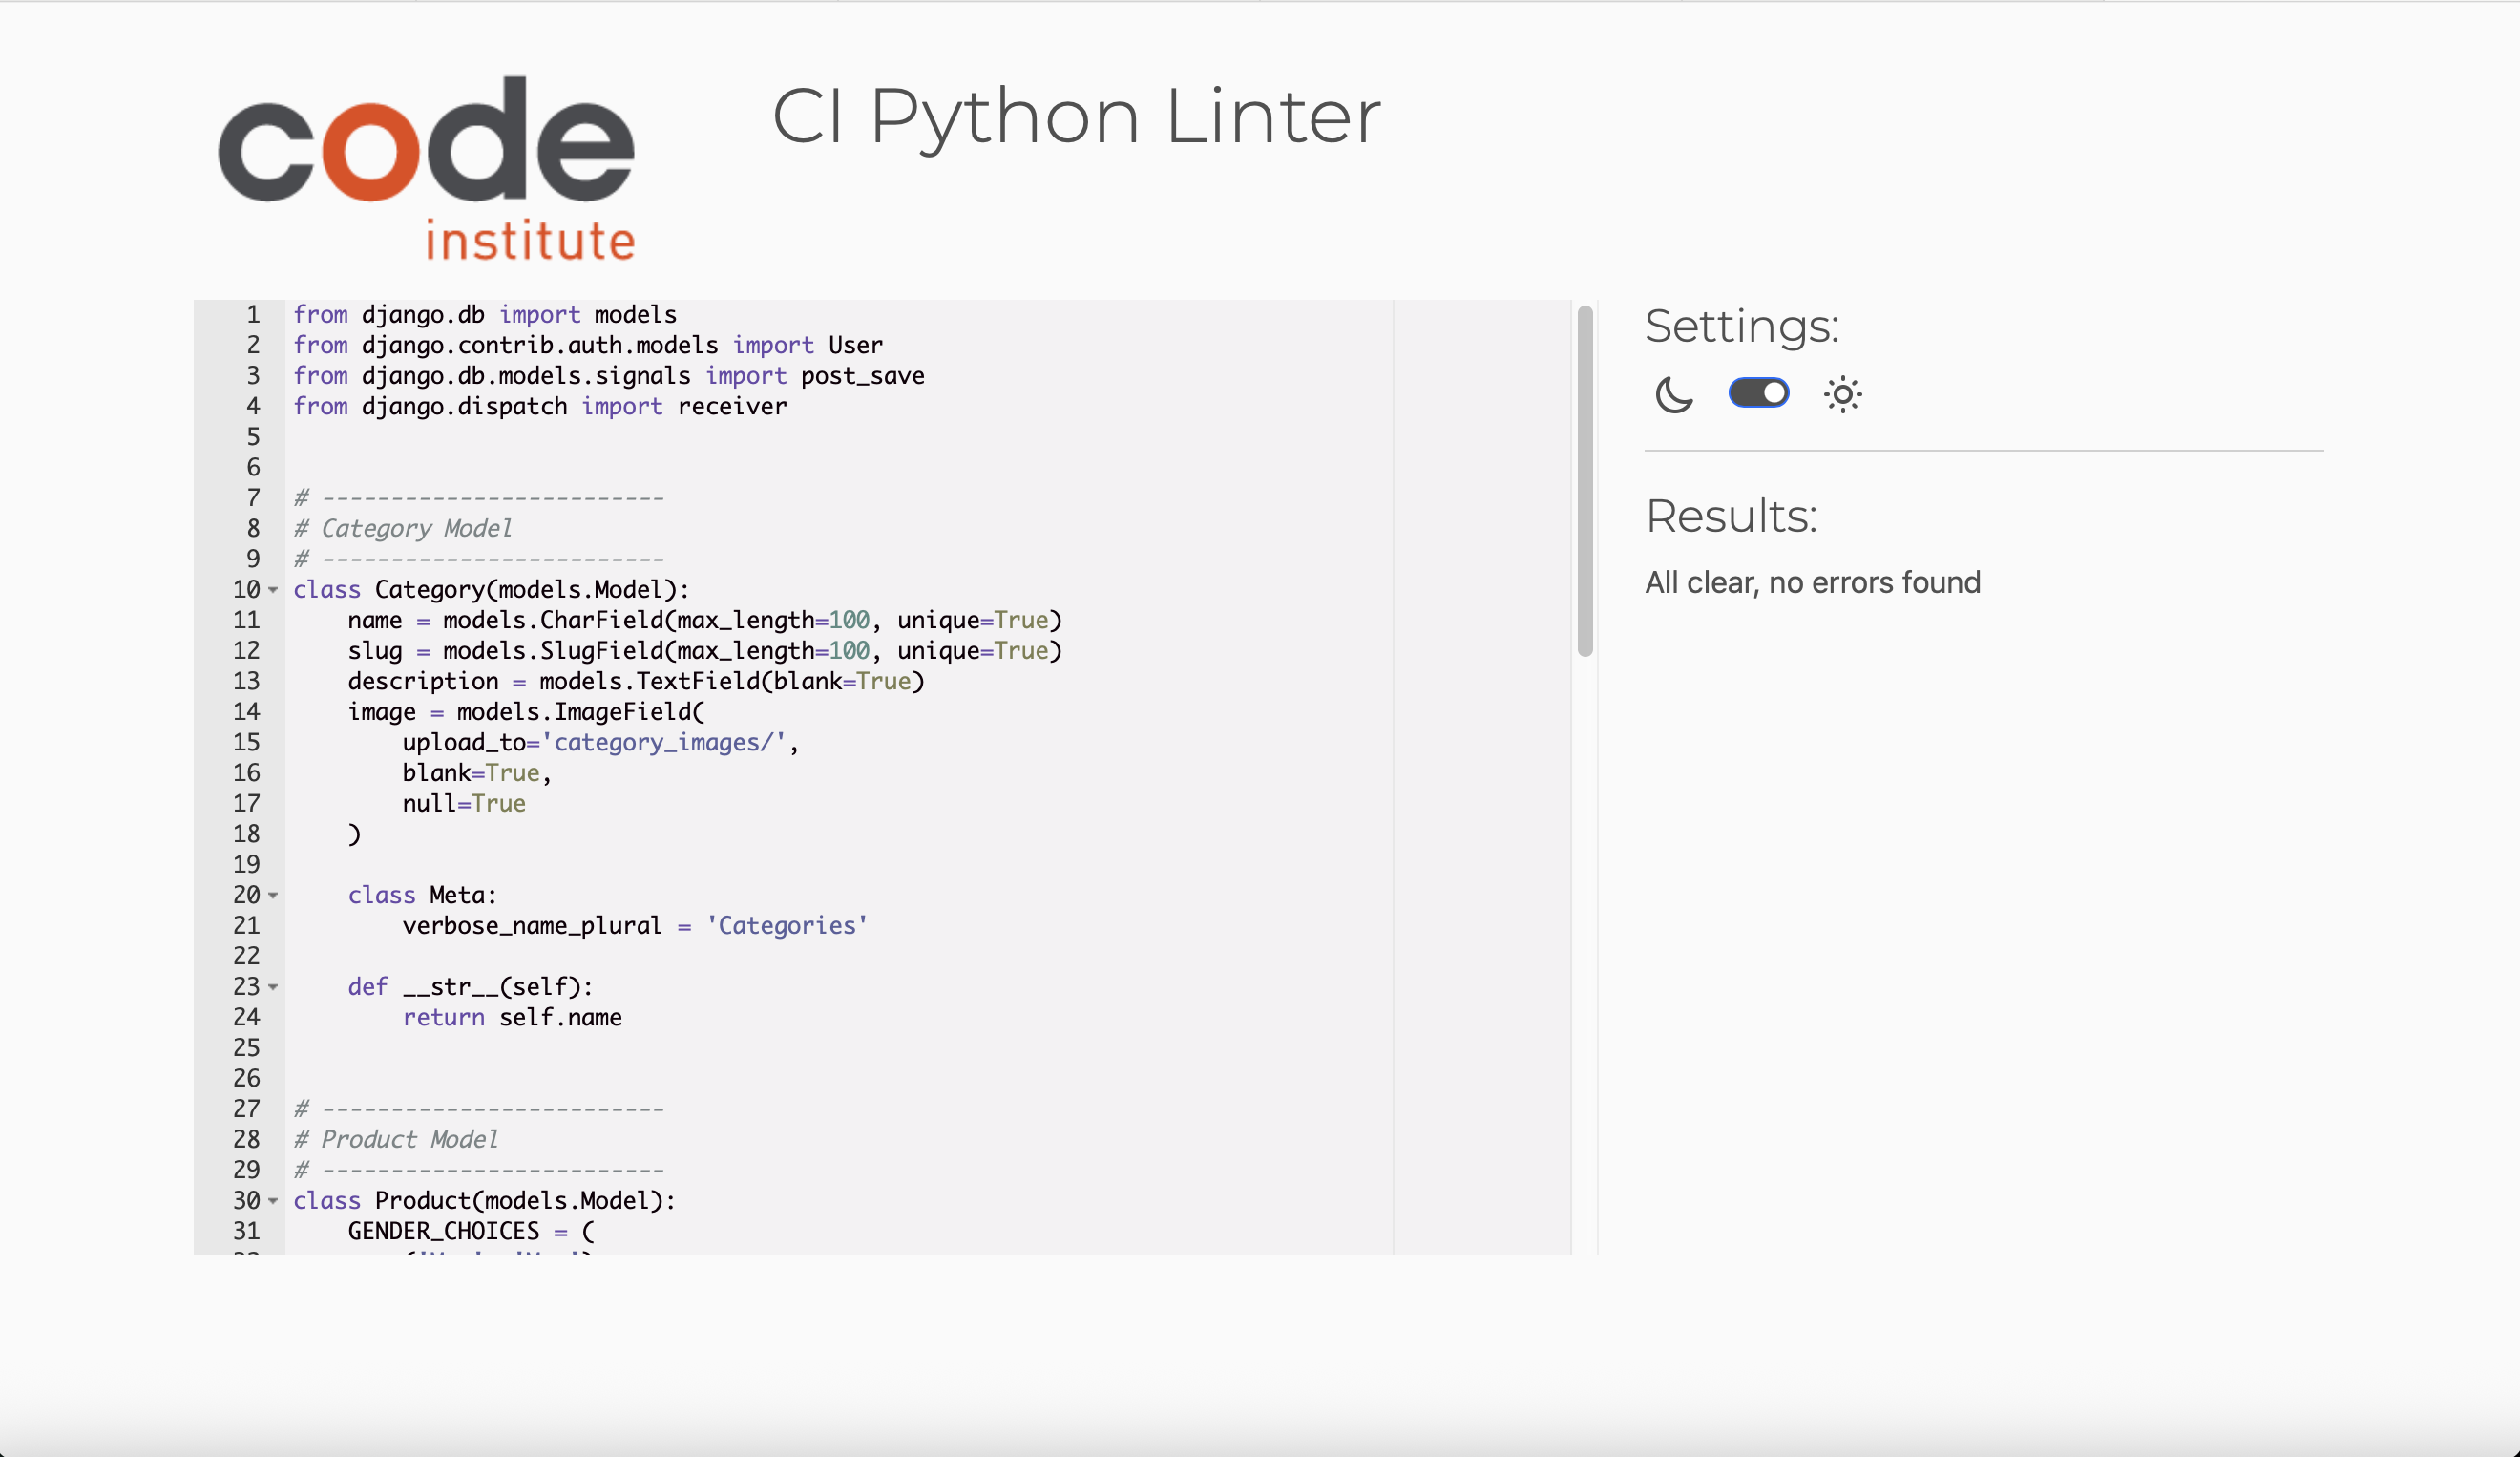 code
institute
CI Python Linter
1 from django.db import models
2 from django.contrib.auth.models import User
3 from django.db.models.signals import post_save
4 from django.dispatch import receiver
5
6
7 # -------------------------
8 # Category Model
9 # -------------------------
10 class Category(models.Model):
11     name = models.CharField(max_length=100, unique=True)
12     slug = models.SlugField(max_length=100, unique=True)
13     description = models.TextField(blank=True)
14     image = models.ImageField(
15         upload_to='category_images/',
16         blank=True,
17         null=True
18     )
19
20     class Meta:
21         verbose_name_plural = 'Categories'
22
23     def __str__(self):
24         return self.name
25
26
27 # -------------------------
28 # Product Model
29 # -------------------------
30 class Product(models.Model):
31     GENDER_CHOICES = (
Settings:
Results:
All clear, no errors found